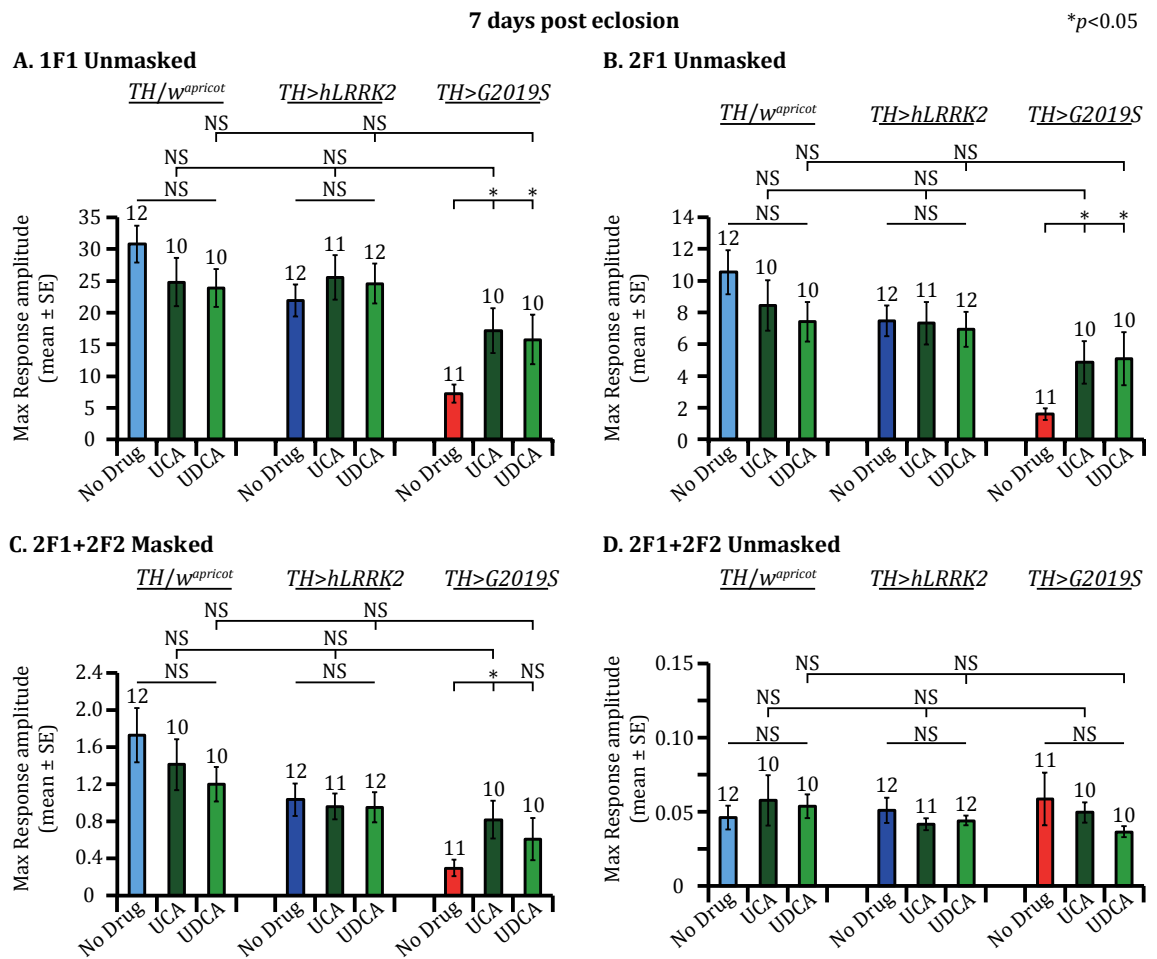 7 days post eclosion
*p<0.05
A. 1F1 Unmasked
TH/w^apricot TH>hLRRK2 TH>G2019S
NS NS
NS NS
NS NS * *
Max Response amplitude
(mean ± SE)
35
30
25
20
15
10
5
0
12 10 10 12 11 12 11 10 10
No Drug UCA UDCA No Drug UCA UDCA No Drug UCA UDCA
B. 2F1 Unmasked
TH/w^apricot TH>hLRRK2 TH>G2019S
NS NS
NS NS
NS NS * *
Max Response amplitude
(mean ± SE)
14
12
10
8
6
4
2
0
12 10 10 12 11 12 11 10 10
No Drug UCA UDCA No Drug UCA UDCA No Drug UCA UDCA
C. 2F1+2F2 Masked
TH/w^apricot TH>hLRRK2 TH>G2019S
NS NS
NS NS
NS NS * NS
Max Response amplitude
(mean ± SE)
2.4
2.0
1.6
1.2
0.8
0.4
0
12 10 10 12 11 12 11 10 10
No Drug UCA UDCA No Drug UCA UDCA No Drug UCA UDCA
D. 2F1+2F2 Unmasked
TH/w^apricot TH>hLRRK2 TH>G2019S
NS NS
NS NS
NS NS NS
Max Response amplitude
(mean ± SE)
0.15
0.10
0.05
0
12 10 10 12 11 12 11 10 10
No Drug UCA UDCA No Drug UCA UDCA No Drug UCA UDCA